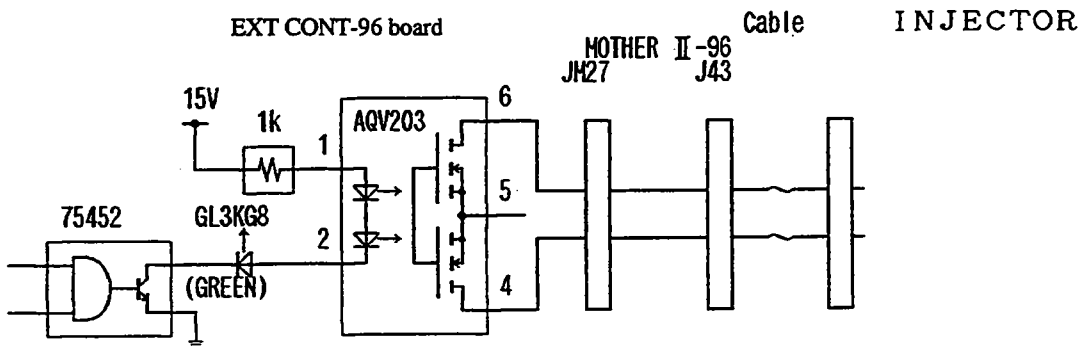 EXT CONT-96 board
Cable
INJECTOR
MOTHER II-96
JM27
J43
15V
1k
1
AQV203
6
5
75452
GL3KG8
2
(GREEN)
4